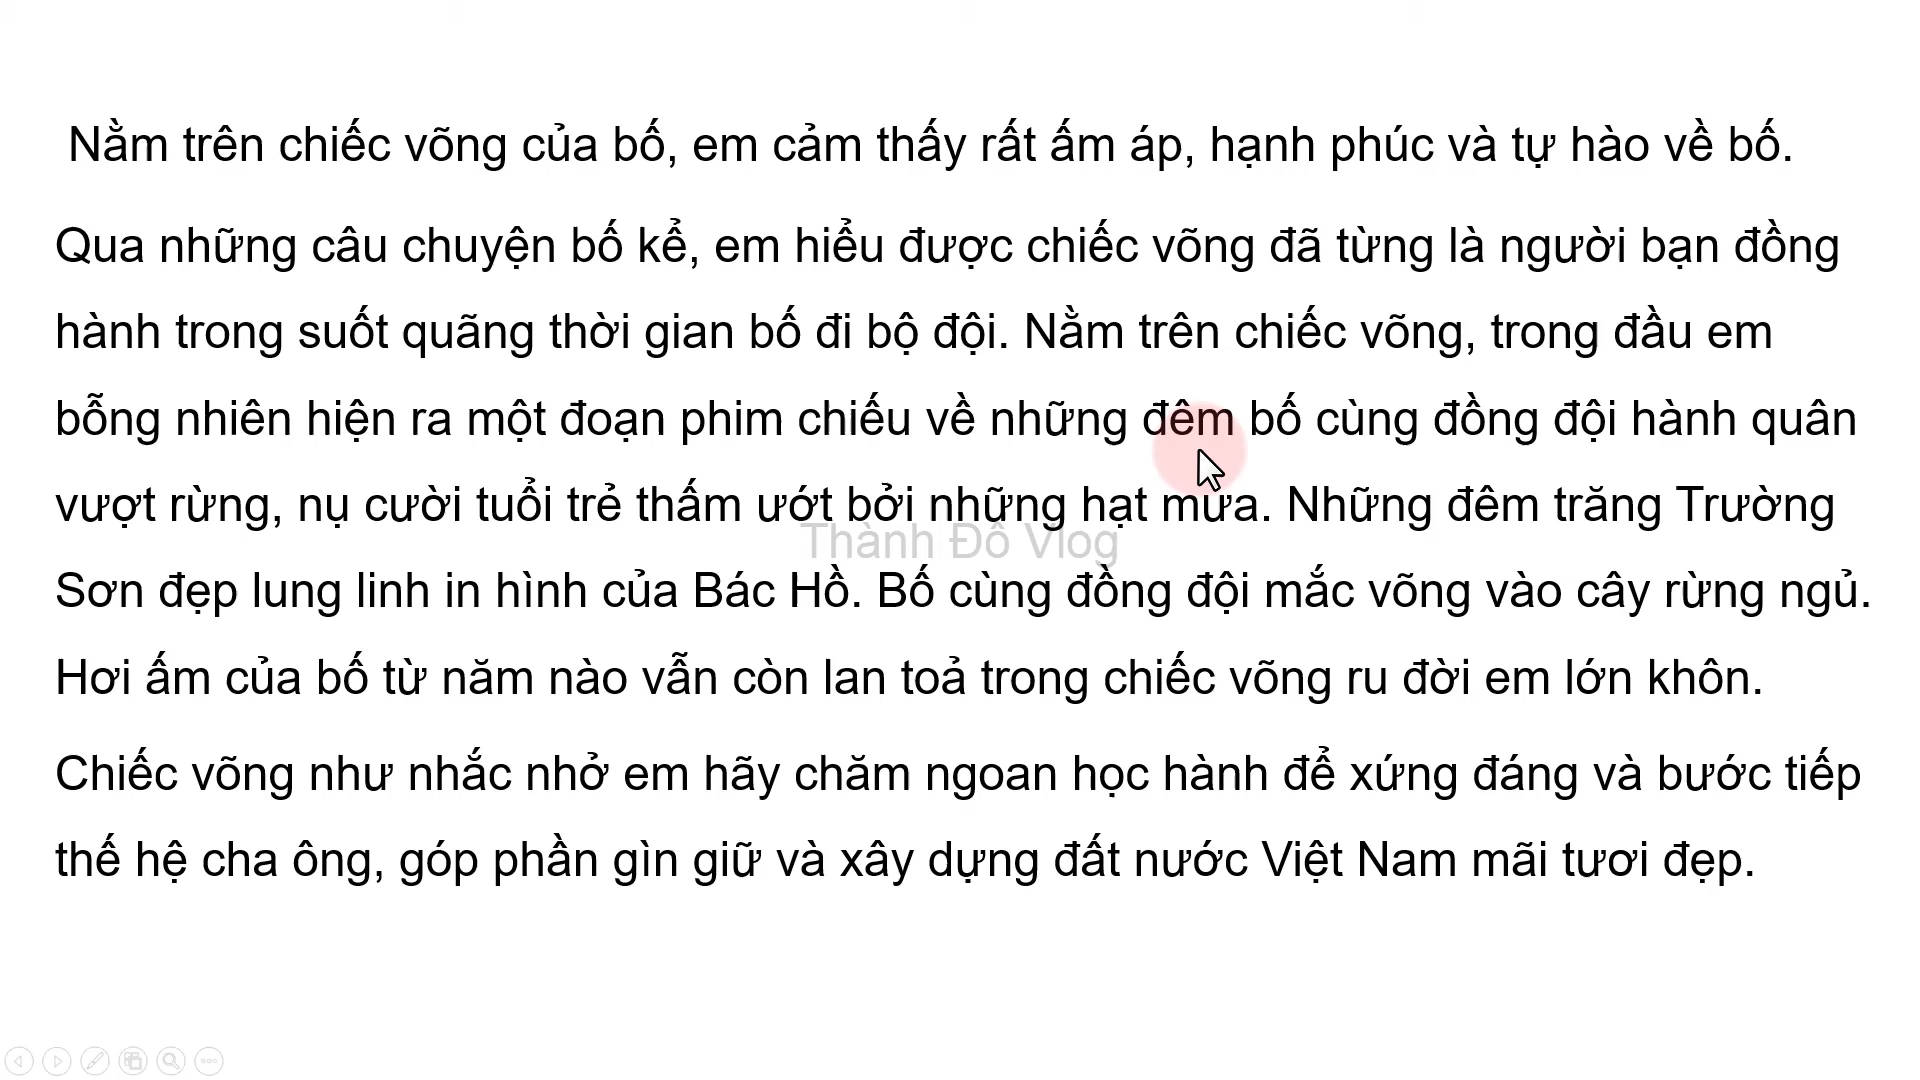 Nằm trên chiếc võng của bố, em cảm thấy rất ấm áp, hạnh phúc và tự hào về bố.
Qua những câu chuyện bố kể, em hiểu được chiếc võng đã từng là người bạn đồng
hành trong suốt quãng thời gian bố đi bộ đội. Nằm trên chiếc võng, trong đầu em
bỗng nhiên hiện ra một đoạn phim chiếu về những đêm bố cùng đồng đội hành quân
vượt rừng, nụ cười tuổi trẻ thấm ướt bởi những hạt mưa. Những đêm trăng Trường
Thành Đô Vlog
Sơn đẹp lung linh in hình của Bác Hồ. Bố cùng đồng đội mắc võng vào cây rừng ngủ.
Hơi ấm của bố từ năm nào vẫn còn lan toả trong chiếc võng ru đời em lớn khôn.
Chiếc võng như nhắc nhở em hãy chăm ngoan học hành để xứng đáng và bước tiếp
thế hệ cha ông, góp phần gìn giữ và xây dựng đất nước Việt Nam mãi tươi đẹp.